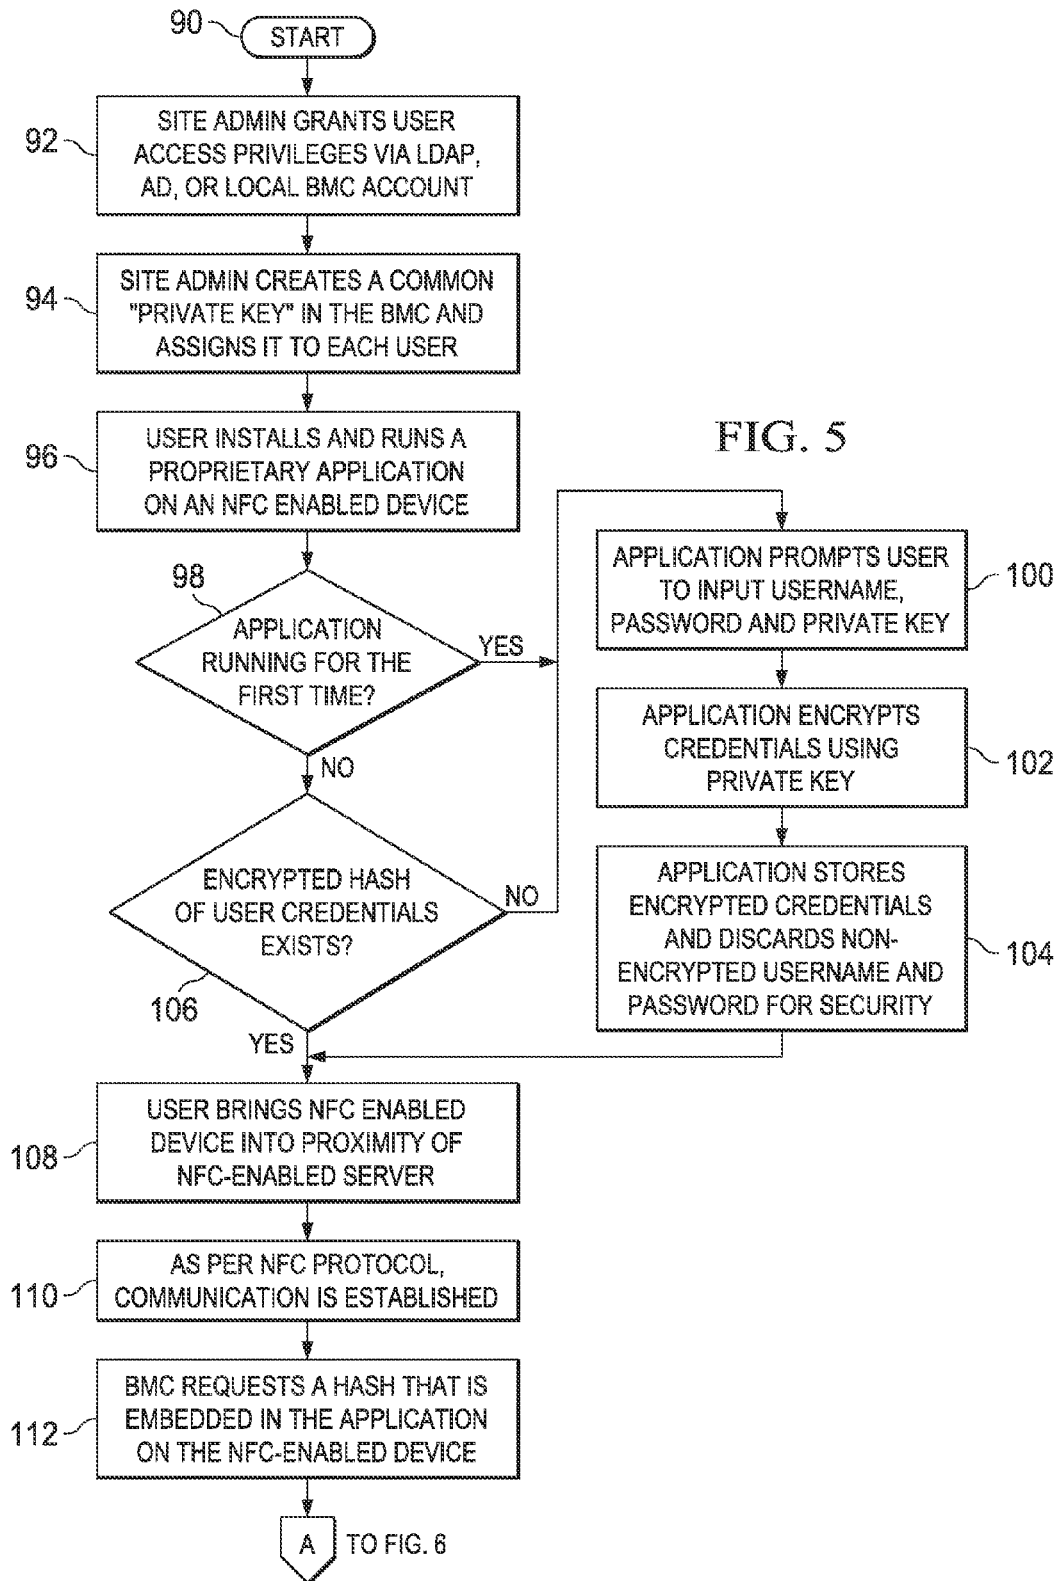 90
START
92
SITE ADMIN GRANTS USER
ACCESS PRIVILEGES VIA LDAP,
AD, OR LOCAL BMC ACCOUNT
94
SITE ADMIN CREATES A COMMON
"PRIVATE KEY" IN THE BMC AND
ASSIGNS IT TO EACH USER
96
USER INSTALLS AND RUNS A
PROPRIETARY APPLICATION
ON AN NFC ENABLED DEVICE
FIG. 5
98
APPLICATION
RUNNING FOR THE
FIRST TIME?
YES
NO
APPLICATION PROMPTS USER
TO INPUT USERNAME,
PASSWORD AND PRIVATE KEY
100
APPLICATION ENCRYPTS
CREDENTIALS USING
PRIVATE KEY
102
APPLICATION STORES
ENCRYPTED CREDENTIALS
AND DISCARDS NON-
ENCRYPTED USERNAME AND
PASSWORD FOR SECURITY
104
ENCRYPTED HASH
OF USER CREDENTIALS
EXISTS?
NO
106
YES
108
USER BRINGS NFC ENABLED
DEVICE INTO PROXIMITY OF
NFC-ENABLED SERVER
110
AS PER NFC PROTOCOL,
COMMUNICATION IS ESTABLISHED
112
BMC REQUESTS A HASH THAT IS
EMBEDDED IN THE APPLICATION
ON THE NFC-ENABLED DEVICE
A
TO FIG. 6